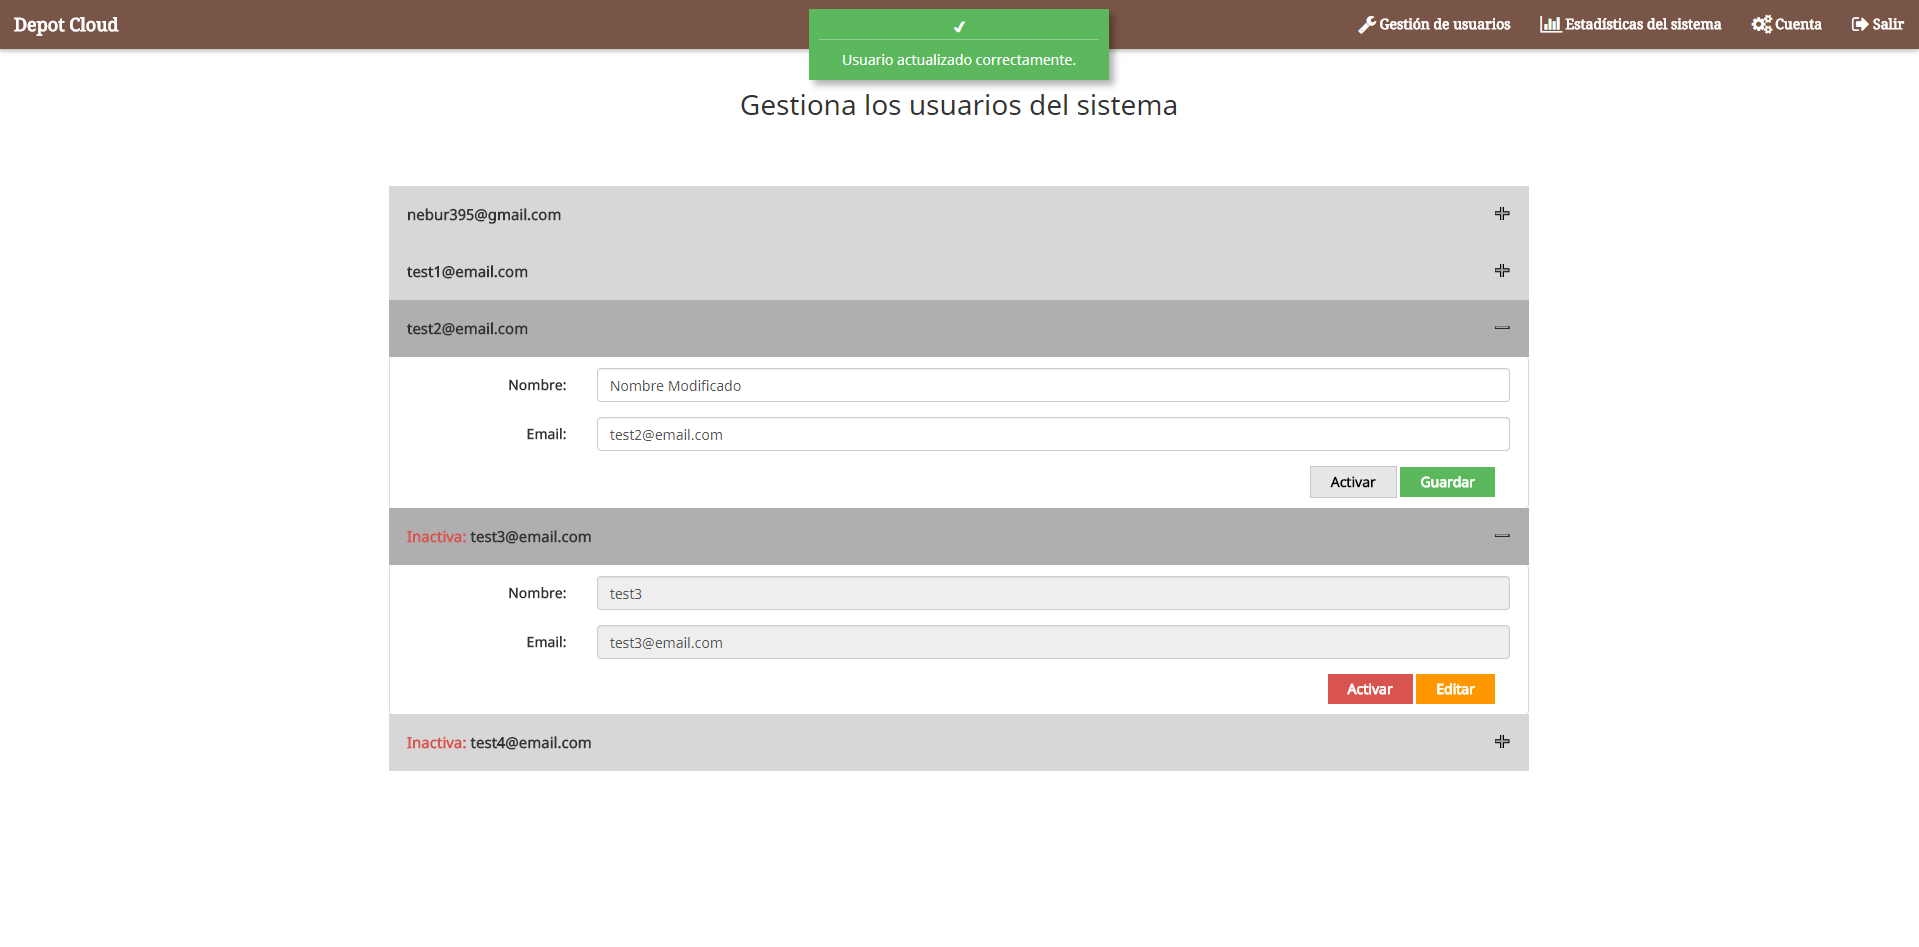 Depot Cloud
Gestión de usuarios
Estadísticas del sistema
Cuenta
Salir
Usuario actualizado correctamente.
Gestiona los usuarios del sistema
nebur395@gmail.com
test1@email.com
test2@email.com
Nombre: Nombre Modificado
Email: test2@email.com
Activar Guardar
Inactiva: test3@email.com
Nombre: test3
Email: test3@email.com
Activar Editar
Inactiva: test4@email.com